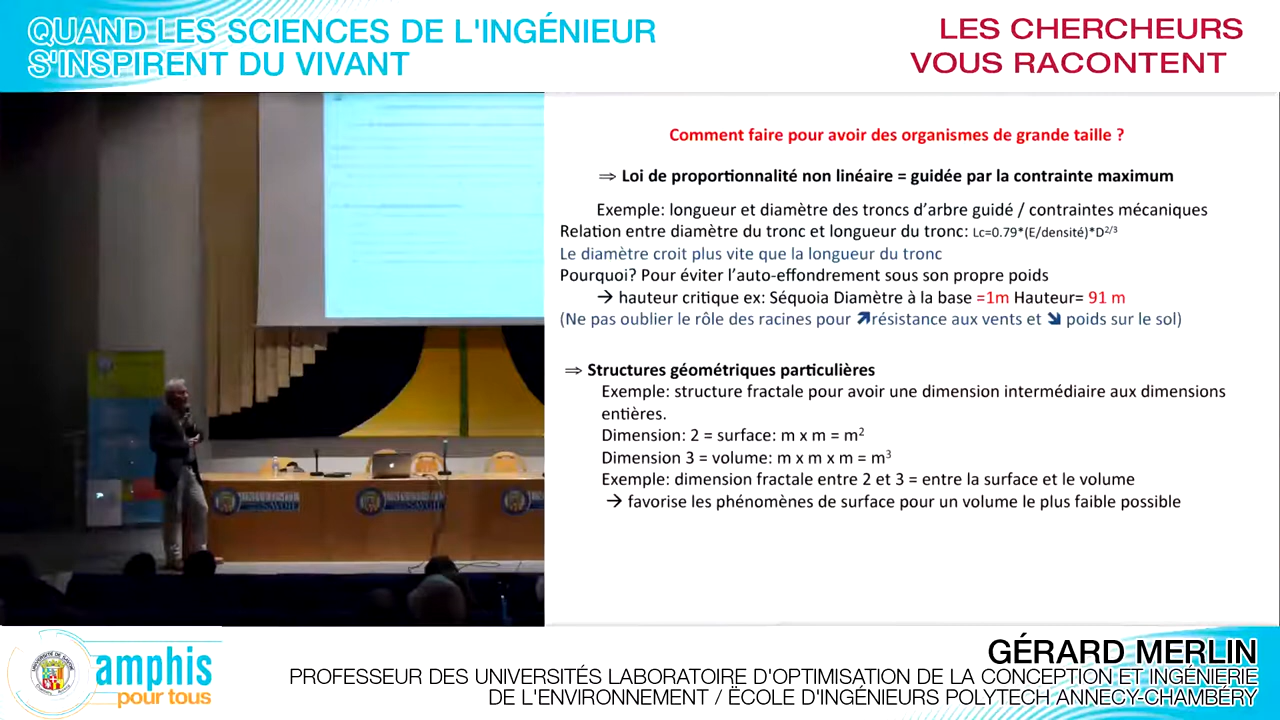 QUAND LES SCIENCES DE L'INGÉNIEUR
S'INSPIRENT DU VIVANT
LES CHERCHEURS
VOUS RACONTENT
Comment faire pour avoir des organismes de grande taille ?
⇒ Loi de proportionnalité non linéaire = guidée par la contrainte maximum
Exemple: longueur et diamètre des troncs d’arbre guidé / contraintes mécaniques
Relation entre diamètre du tronc et longueur du tronc: Lc=0.79*(E/densité)*D²ᐟ³
Le diamètre croit plus vite que la longueur du tronc
Pourquoi? Pour éviter l’auto-effondrement sous son propre poids
→ hauteur critique ex: Séquoia Diamètre à la base =1m Hauteur= 91 m
(Ne pas oublier le rôle des racines pour ↗résistance aux vents et ↘ poids sur le sol)
⇒ Structures géométriques particulières
Exemple: structure fractale pour avoir une dimension intermédiaire aux dimensions
entières.
Dimension: 2 = surface: m x m = m²
Dimension 3 = volume: m x m x m = m³
Exemple: dimension fractale entre 2 et 3 = entre la surface et le volume
→ favorise les phénomènes de surface pour un volume le plus faible possible
amphis
pour tous
GÉRARD MERLIN
PROFESSEUR DES UNIVERSITÉS LABORATOIRE D'OPTIMISATION DE LA CONCEPTION ET INGÉNIERIE
DE L'ENVIRONNEMENT / ËCOLE D'INGÉNIEURS POLYTECH ANNECY-CHAMBÉRY